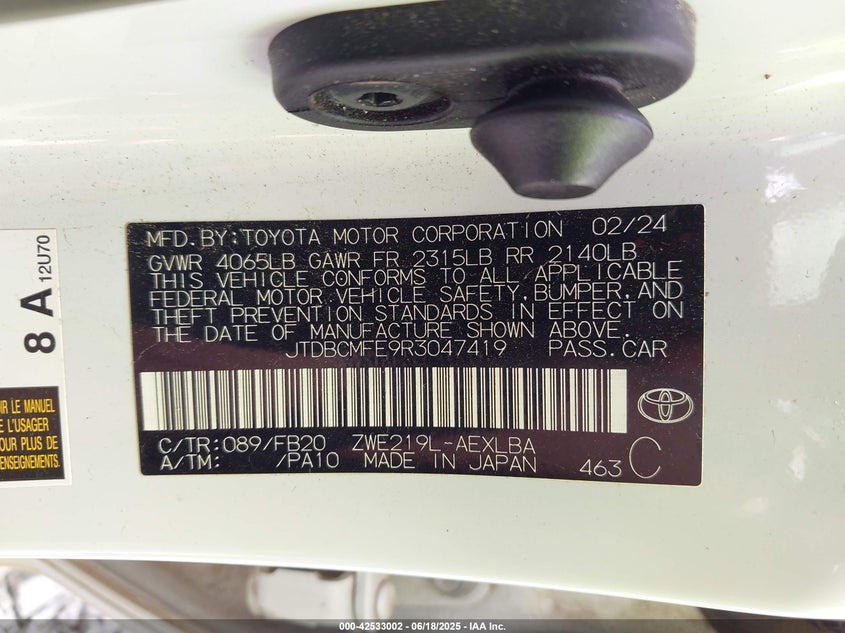 MFD.BY:TOYOTA MOTOR CORPORATION 02/24
GVWR 4065LB GAWR FR 2315LB RR 2140LB
THIS VEHICLE CONFORMS TO ALL APPLICABLE
FEDERAL MOTOR VEHICLE SAFETY,BUMPER,AND
THEFT PREVENTION STANDARDS IN EFFECT ON
THE DATE OF MANUFACTURE SHOWN ABOVE.
JTDBCMFE9R3047419 PASS.CAR
C/TR:089/FB20 ZWE219L-AEXLBA
A/TM: /PA10 MADE IN JAPAN 463 C
8 A 12U70
IR LE MANUEL
E L'USAGER
R PLUS DE
ENSEIGNEMENTS.
000-42533002 - 06/18/2025 - IAA Inc.